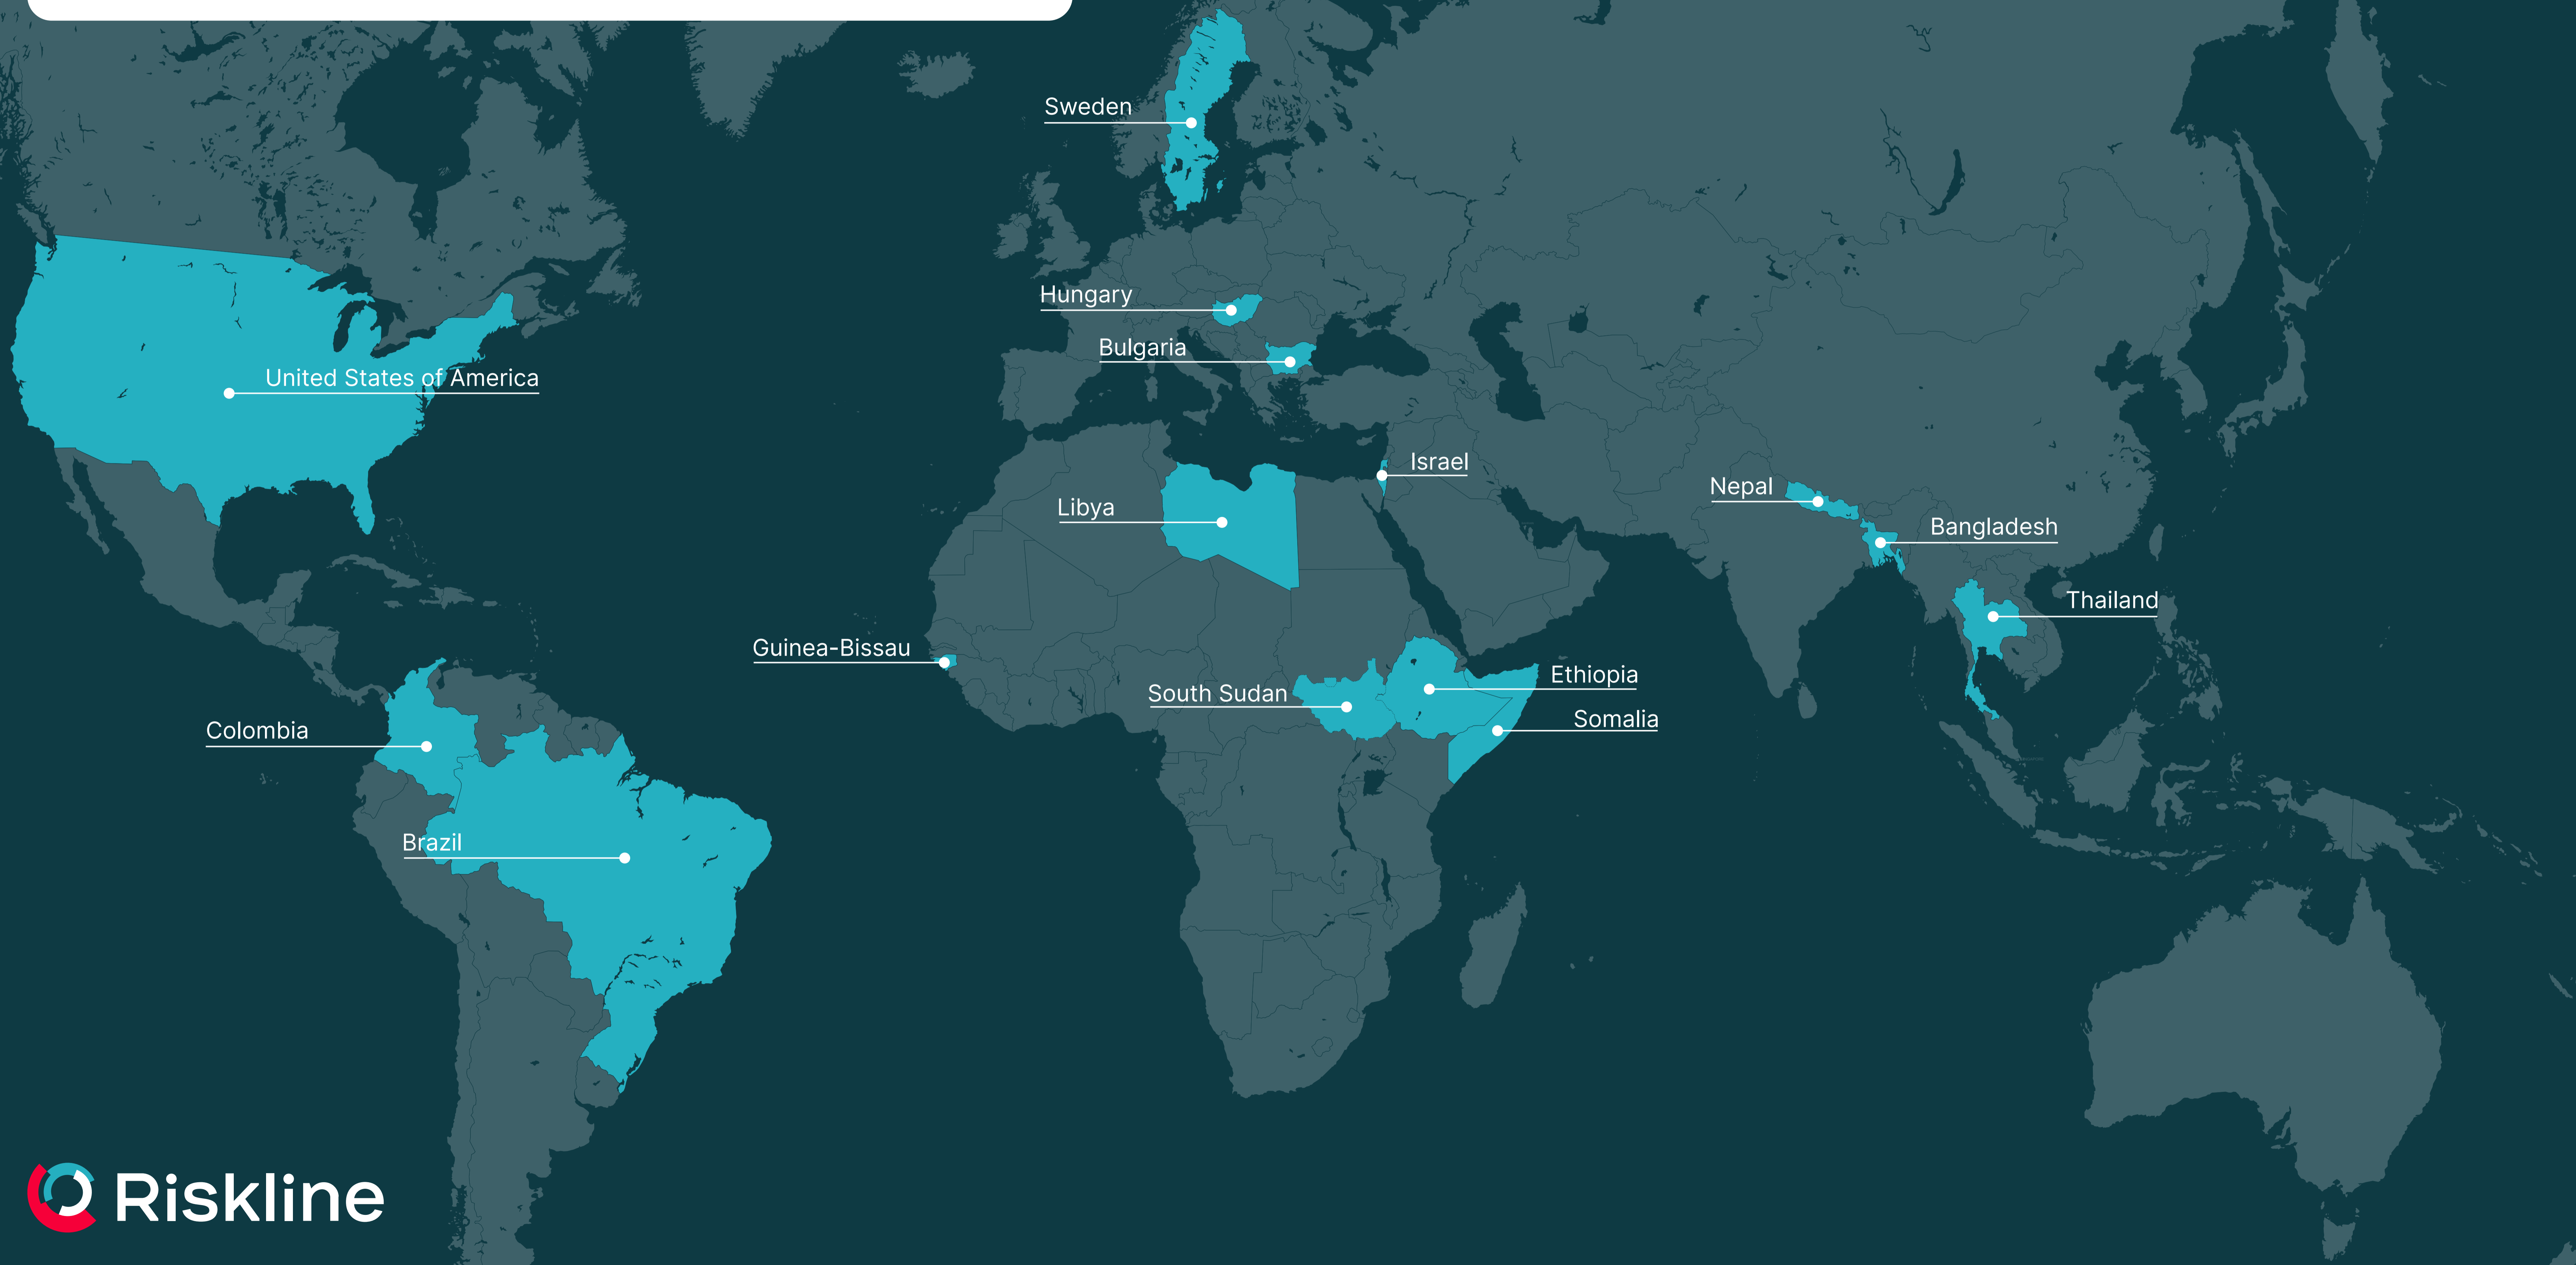 Sweden
Hungary
Bulgaria
United States of America
Israel
Libya
Nepal
Bangladesh
Thailand
Guinea-Bissau
Ethiopia
South Sudan
Somalia
Colombia
Brazil
Riskline